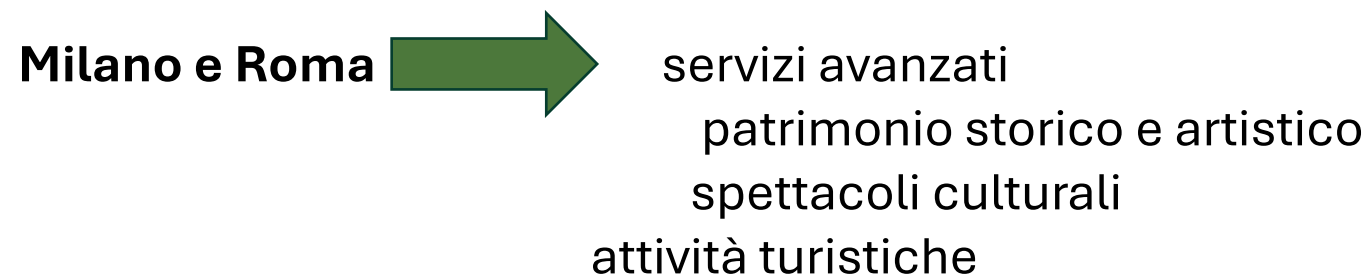 Milano e Roma servizi avanzati
patrimonio storico e artistico
spettacoli culturali
attività turistiche